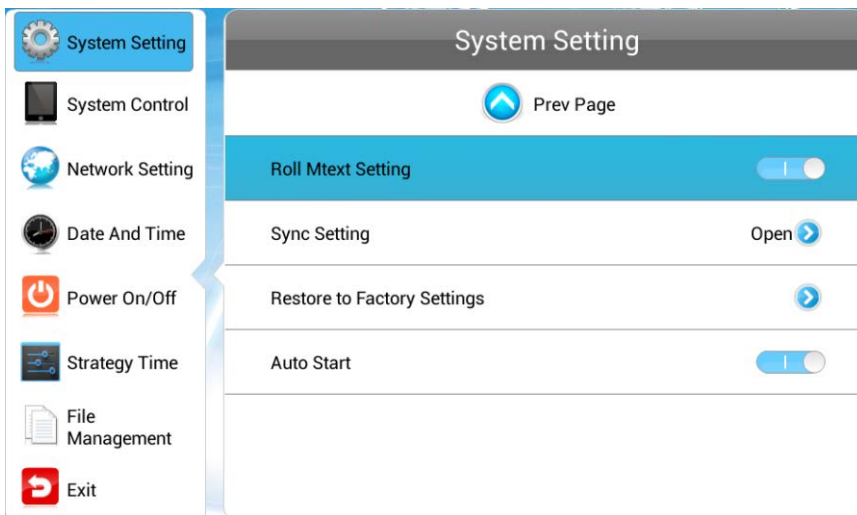 System Setting
System Control
Network Setting
Date And Time
Power On/Off
Strategy Time
File
Management
Exit
System Setting
Prev Page
Roll Mtext Setting
Sync Setting
Open
Restore to Factory Settings
Auto Start